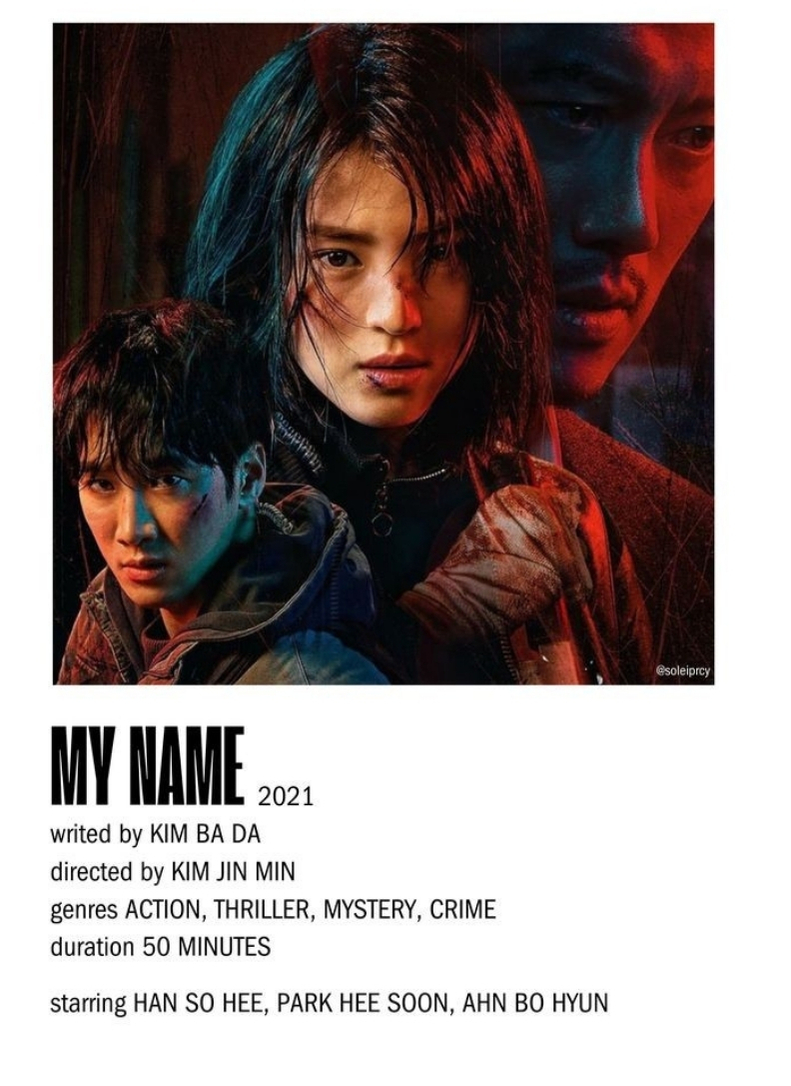 @soleiprcy
MY NAME 2021
writed by KIM BA DA
directed by KIM JIN MIN
genres ACTION, THRILLER, MYSTERY, CRIME
duration 50 MINUTES
starring HAN SO HEE, PARK HEE SOON, AHN BO HYUN